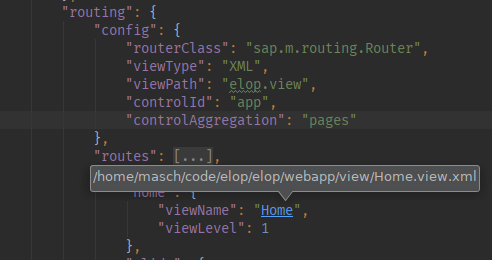 "routing": {
"config": {
"routerClass": "sap.m.routing.Router",
"viewType": "XML",
"viewPath": "elop.view",
"controlId": "app",
"controlAggregation": "pages"
},
"routes": [...],
/home/masch/code/elop/elop/webapp/view/Home.view.xml
"home": {
"viewName": "Home",
"viewLevel": 1
},